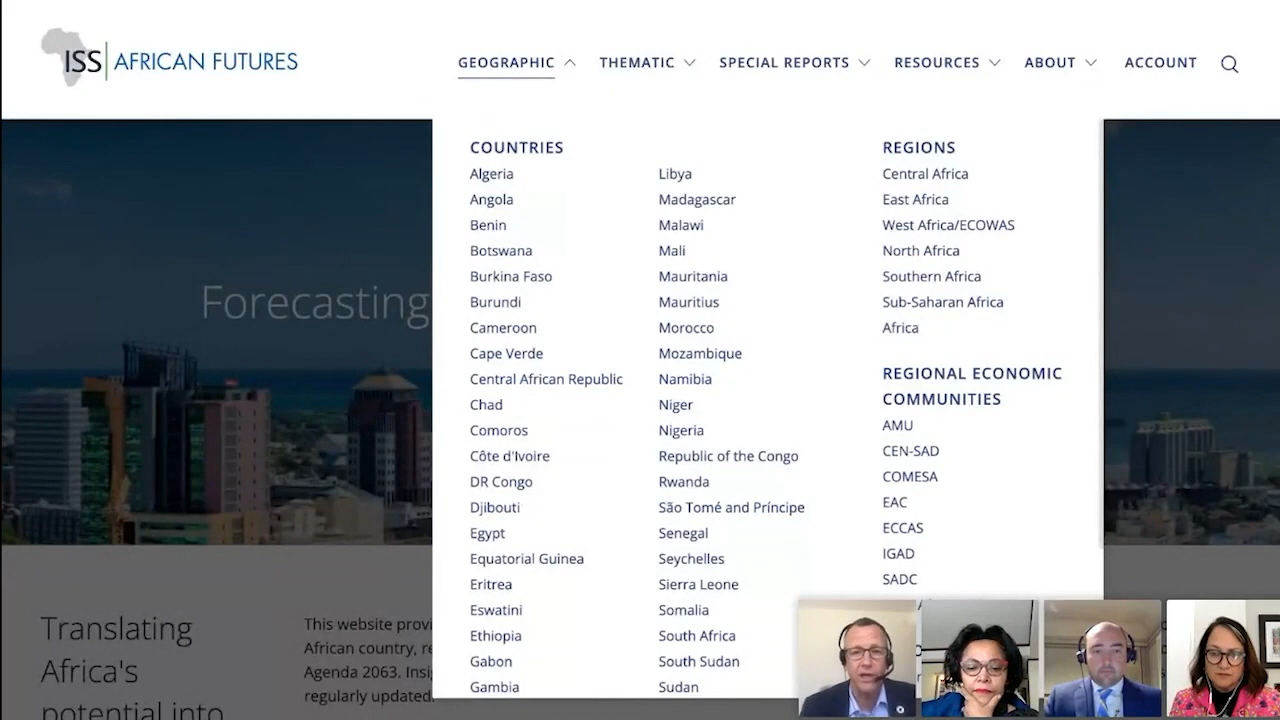 ISS AFRICAN FUTURES
GEOGRAPHIC
THEMATIC
SPECIAL REPORTS
RESOURCES
ABOUT
ACCOUNT
COUNTRIES
Algeria
Angola
Benin
Botswana
Burkina Faso
Burundi
Cameroon
Cape Verde
Central African Republic
Chad
Comoros
Côte d'Ivoire
DR Congo
Djibouti
Egypt
Equatorial Guinea
Eritrea
Eswatini
Ethiopia
Gabon
Gambia
Libya
Madagascar
Malawi
Mali
Mauritania
Mauritius
Morocco
Mozambique
Namibia
Niger
Nigeria
Republic of the Congo
Rwanda
São Tomé and Príncipe
Senegal
Seychelles
Sierra Leone
Somalia
South Africa
South Sudan
Sudan
REGIONS
Central Africa
East Africa
West Africa/ECOWAS
North Africa
Southern Africa
Sub-Saharan Africa
Africa
REGIONAL ECONOMIC
COMMUNITIES
AMU
CEN-SAD
COMESA
EAC
ECCAS
IGAD
SADC
Forecasting
Translating
Africa's
potential into
This website provi
African country, r
Agenda 2063. Insi
regularly updated.